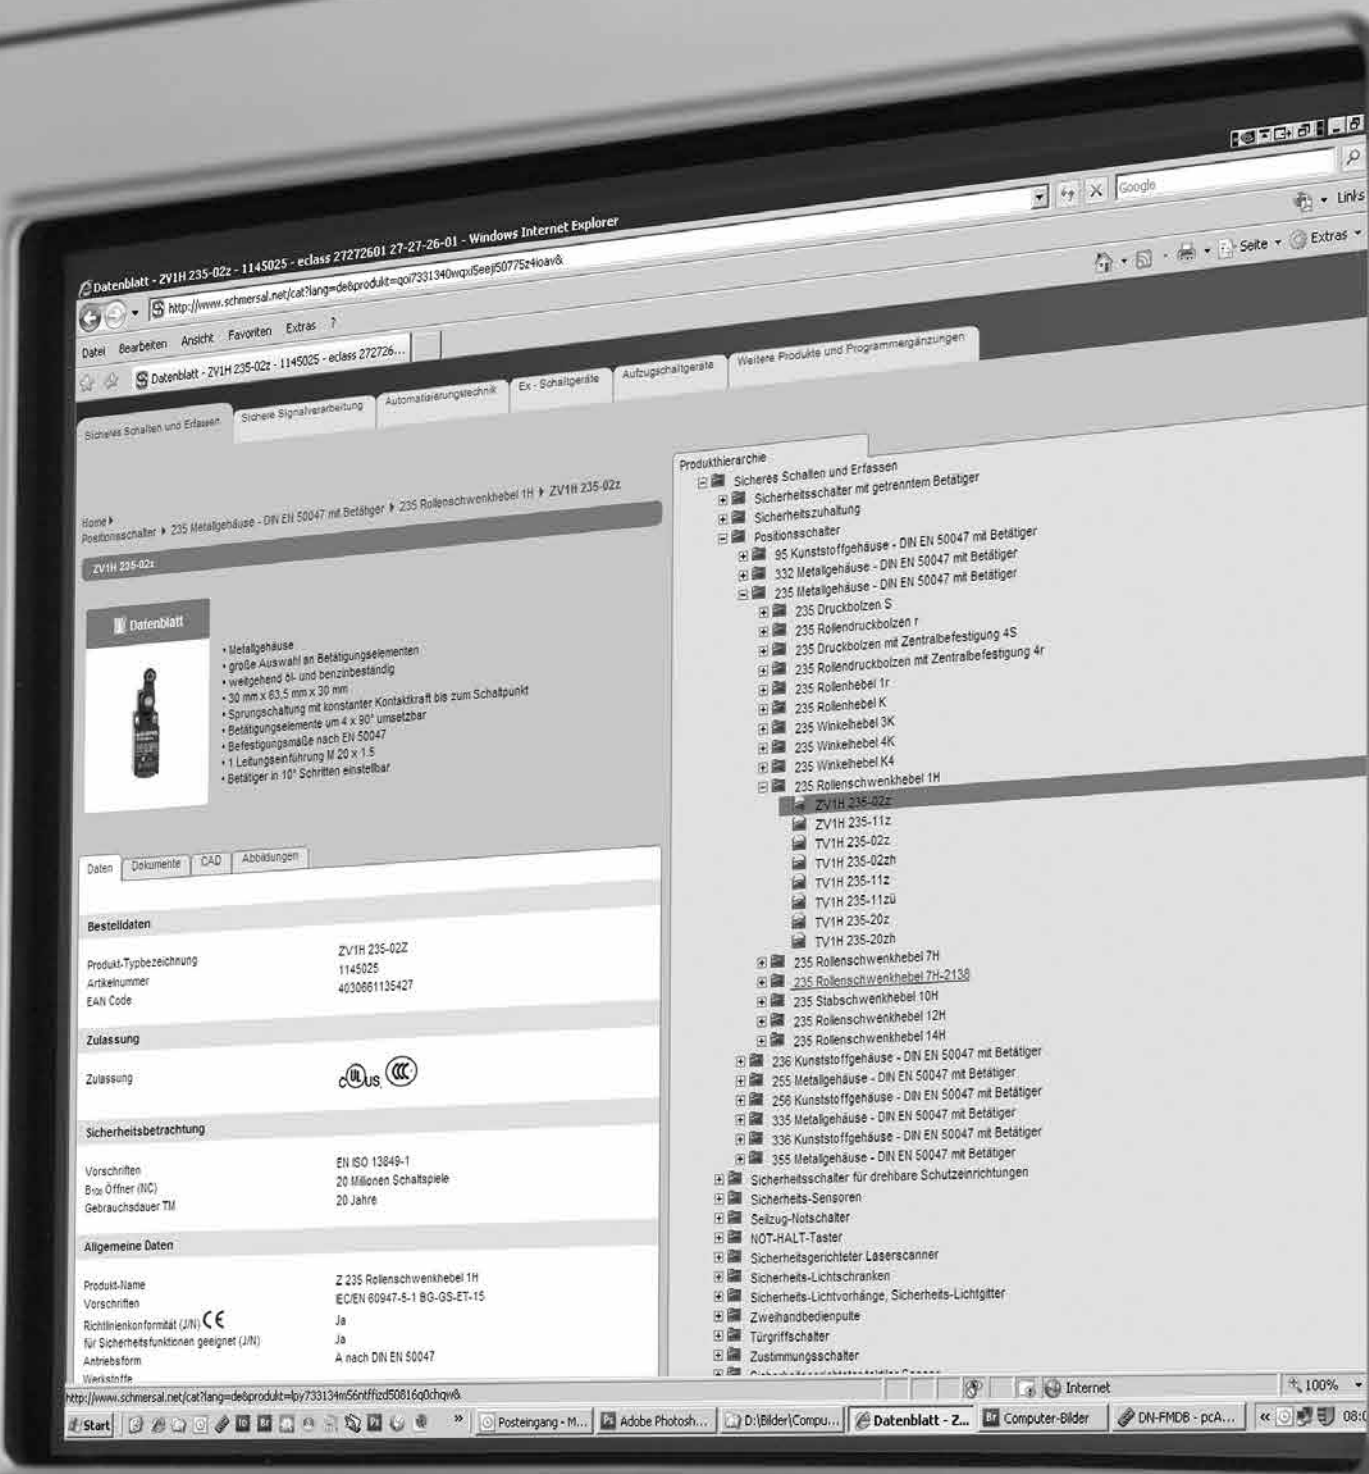 Datenblatt - ZV1H 235-02z - 1145025 - eclass 27272601 27-27-26-01 - Windows Internet Explorer
Google
Links
Datei Bearbeiten Ansicht Favoriten Extras ?
Datenblatt - ZV1H 235-02z - 1145025 - eclass 272726...
Seite Extras
Sicheres Schalten und Erfassen
Sichere Signalverarbeitung
Automatisierungstechnik
Ex - Schaltgeräte
Aufzugschaltgeräte
Weitere Produkte und Programmergänzungen
Home
Positionsschalter 235 Metallgehäuse - DIN EN 50047 mit Betätiger 235 Rollenschwenkhebel 1H ZV1H 235-02z
ZV1H 235-02z
Datenblatt
• Metallgehäuse
• große Auswahl an Betätigungselementen
• weitgehend öl- und benzinbeständig
• 30 mm x 63,5 mm x 30 mm
• Sprungschaltung mit konstanter Kontaktkraft bis zum Schaltpunkt
• Betätigungselemente um 4 x 90° umsetzbar
• Befestigungsmaße nach EN 50047
• 1 Leitungseinführung M 20 x 1.5
• Betätiger in 10° Schritten einstellbar
Daten Dokumente CAD Abbildungen
Bestelldaten
Produkt-Typbezeichnung ZV1H 235-02Z
Artikelnummer 1145025
EAN Code 4030661135427
Zulassung
Zulassung cULus CCC
Sicherheitsbetrachtung
Vorschriften EN ISO 13849-1
B10d Öffner (NC) 20 Millionen Schaltspiele
Gebrauchsdauer TM 20 Jahre
Allgemeine Daten
Produkt-Name Z 235 Rollenschwenkhebel 1H
Vorschriften IEC/EN 60947-5-1 BG-GS-ET-15
Richtlinienkonformität (J/N) CE Ja
für Sicherheitsfunktionen geeignet (J/N) Ja
Antriebsform A nach DIN EN 50047
Werkstoffe
Produkthierarchie
Sicheres Schalten und Erfassen
Sicherheitsschalter mit getrenntem Betätiger
Sicherheitszuhaltung
Positionsschalter
95 Kunststoffgehäuse - DIN EN 50047 mit Betätiger
332 Metallgehäuse - DIN EN 50047 mit Betätiger
235 Metallgehäuse - DIN EN 50047 mit Betätiger
235 Druckbolzen S
235 Rollendruckbolzen r
235 Druckbolzen mit Zentralbefestigung 4S
235 Rollendruckbolzen mit Zentralbefestigung 4r
235 Rollenhebel 1r
235 Rollenhebel K
235 Winkelhebel 3K
235 Winkelhebel 4K
235 Winkelhebel K4
235 Rollenschwenkhebel 1H
ZV1H 235-02z
ZV1H 235-11z
TV1H 235-02z
TV1H 235-02zh
TV1H 235-11z
TV1H 235-11zü
TV1H 235-20z
TV1H 235-20zh
235 Rollenschwenkhebel 7H
235 Rollenschwenkhebel 7H-2138
235 Stabschwenkhebel 10H
235 Rollenschwenkhebel 12H
235 Rollenschwenkhebel 14H
236 Kunststoffgehäuse - DIN EN 50047 mit Betätiger
255 Metallgehäuse - DIN EN 50047 mit Betätiger
256 Kunststoffgehäuse - DIN EN 50047 mit Betätiger
335 Metallgehäuse - DIN EN 50047 mit Betätiger
336 Kunststoffgehäuse - DIN EN 50047 mit Betätiger
355 Metallgehäuse - DIN EN 50047 mit Betätiger
Sicherheitsschalter für drehbare Schutzeinrichtungen
Sicherheits-Sensoren
Seilzug-Notschalter
NOT-HALT-Taster
Sicherheitsgerichteter Laserscanner
Sicherheits-Lichtschranken
Sicherheits-Lichtvorhänge, Sicherheits-Lichtgitter
Zweihandbedienpulte
Türgriffschalter
Zustimmungsschalter
Internet 100%
Start Posteingang - M... Adobe Photosh... D:\Bilder\Compu... Datenblatt - Z... Computer-Bilder DN-FMDB - pcA... 08:0